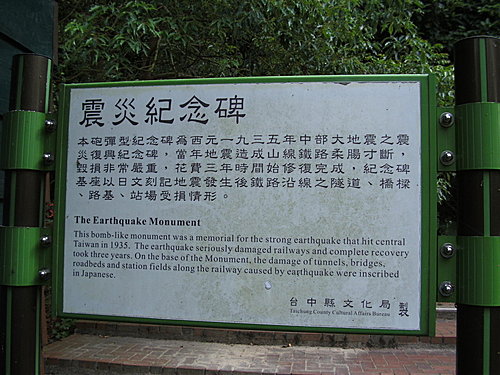 震災紀念碑
本砲彈型紀念碑為西元一九三五年中部大地震之震
災復興紀念碑，當年地震造成山線鐵路柔腸寸斷，
毀損非常嚴重，花費三年時間始修復完成，紀念碑
基座以日文刻記地震發生後鐵路沿線之隧道、橋樑
、路基、站場受損情形。
The Earthquake Monument
This bomb-like monument was a memorial for the strong earthquake that hit central
Taiwan in 1935. The earthquake seriously damaged railways and complete recovery
took three years. On the base of the Monument, the damage of tunnels, bridges,
roadbeds and station fields along the railway caused by eaqthquake were inscribed
in Japanese.
台中縣文化局 製
Taichung County Cultural Affairs Bureau